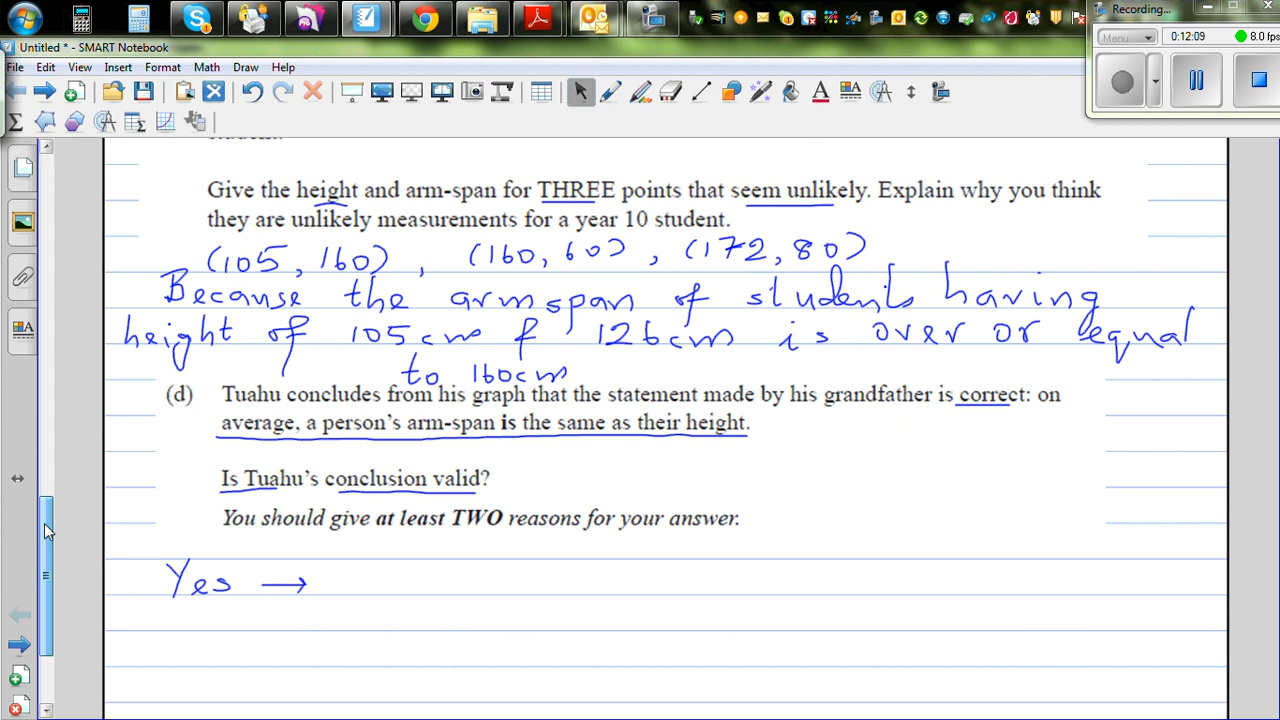 Recording...
Untitled * - SMART Notebook
Menu
0:12:09
8.0 fps
File Edit View Insert Format Math Draw Help
Give the height and arm-span for THREE points that seem unlikely. Explain why you think
they are unlikely measurements for a year 10 student.
(105, 160) , (160, 60) , (172, 80)
Because the armspan of students having
height of 105cm & 126cm is over or equal
to 160cm
(d) Tuahu concludes from his graph that the statement made by his grandfather is correct: on
average, a person's arm-span is the same as their height.
Is Tuahu's conclusion valid?
You should give at least TWO reasons for your answer.
Yes →